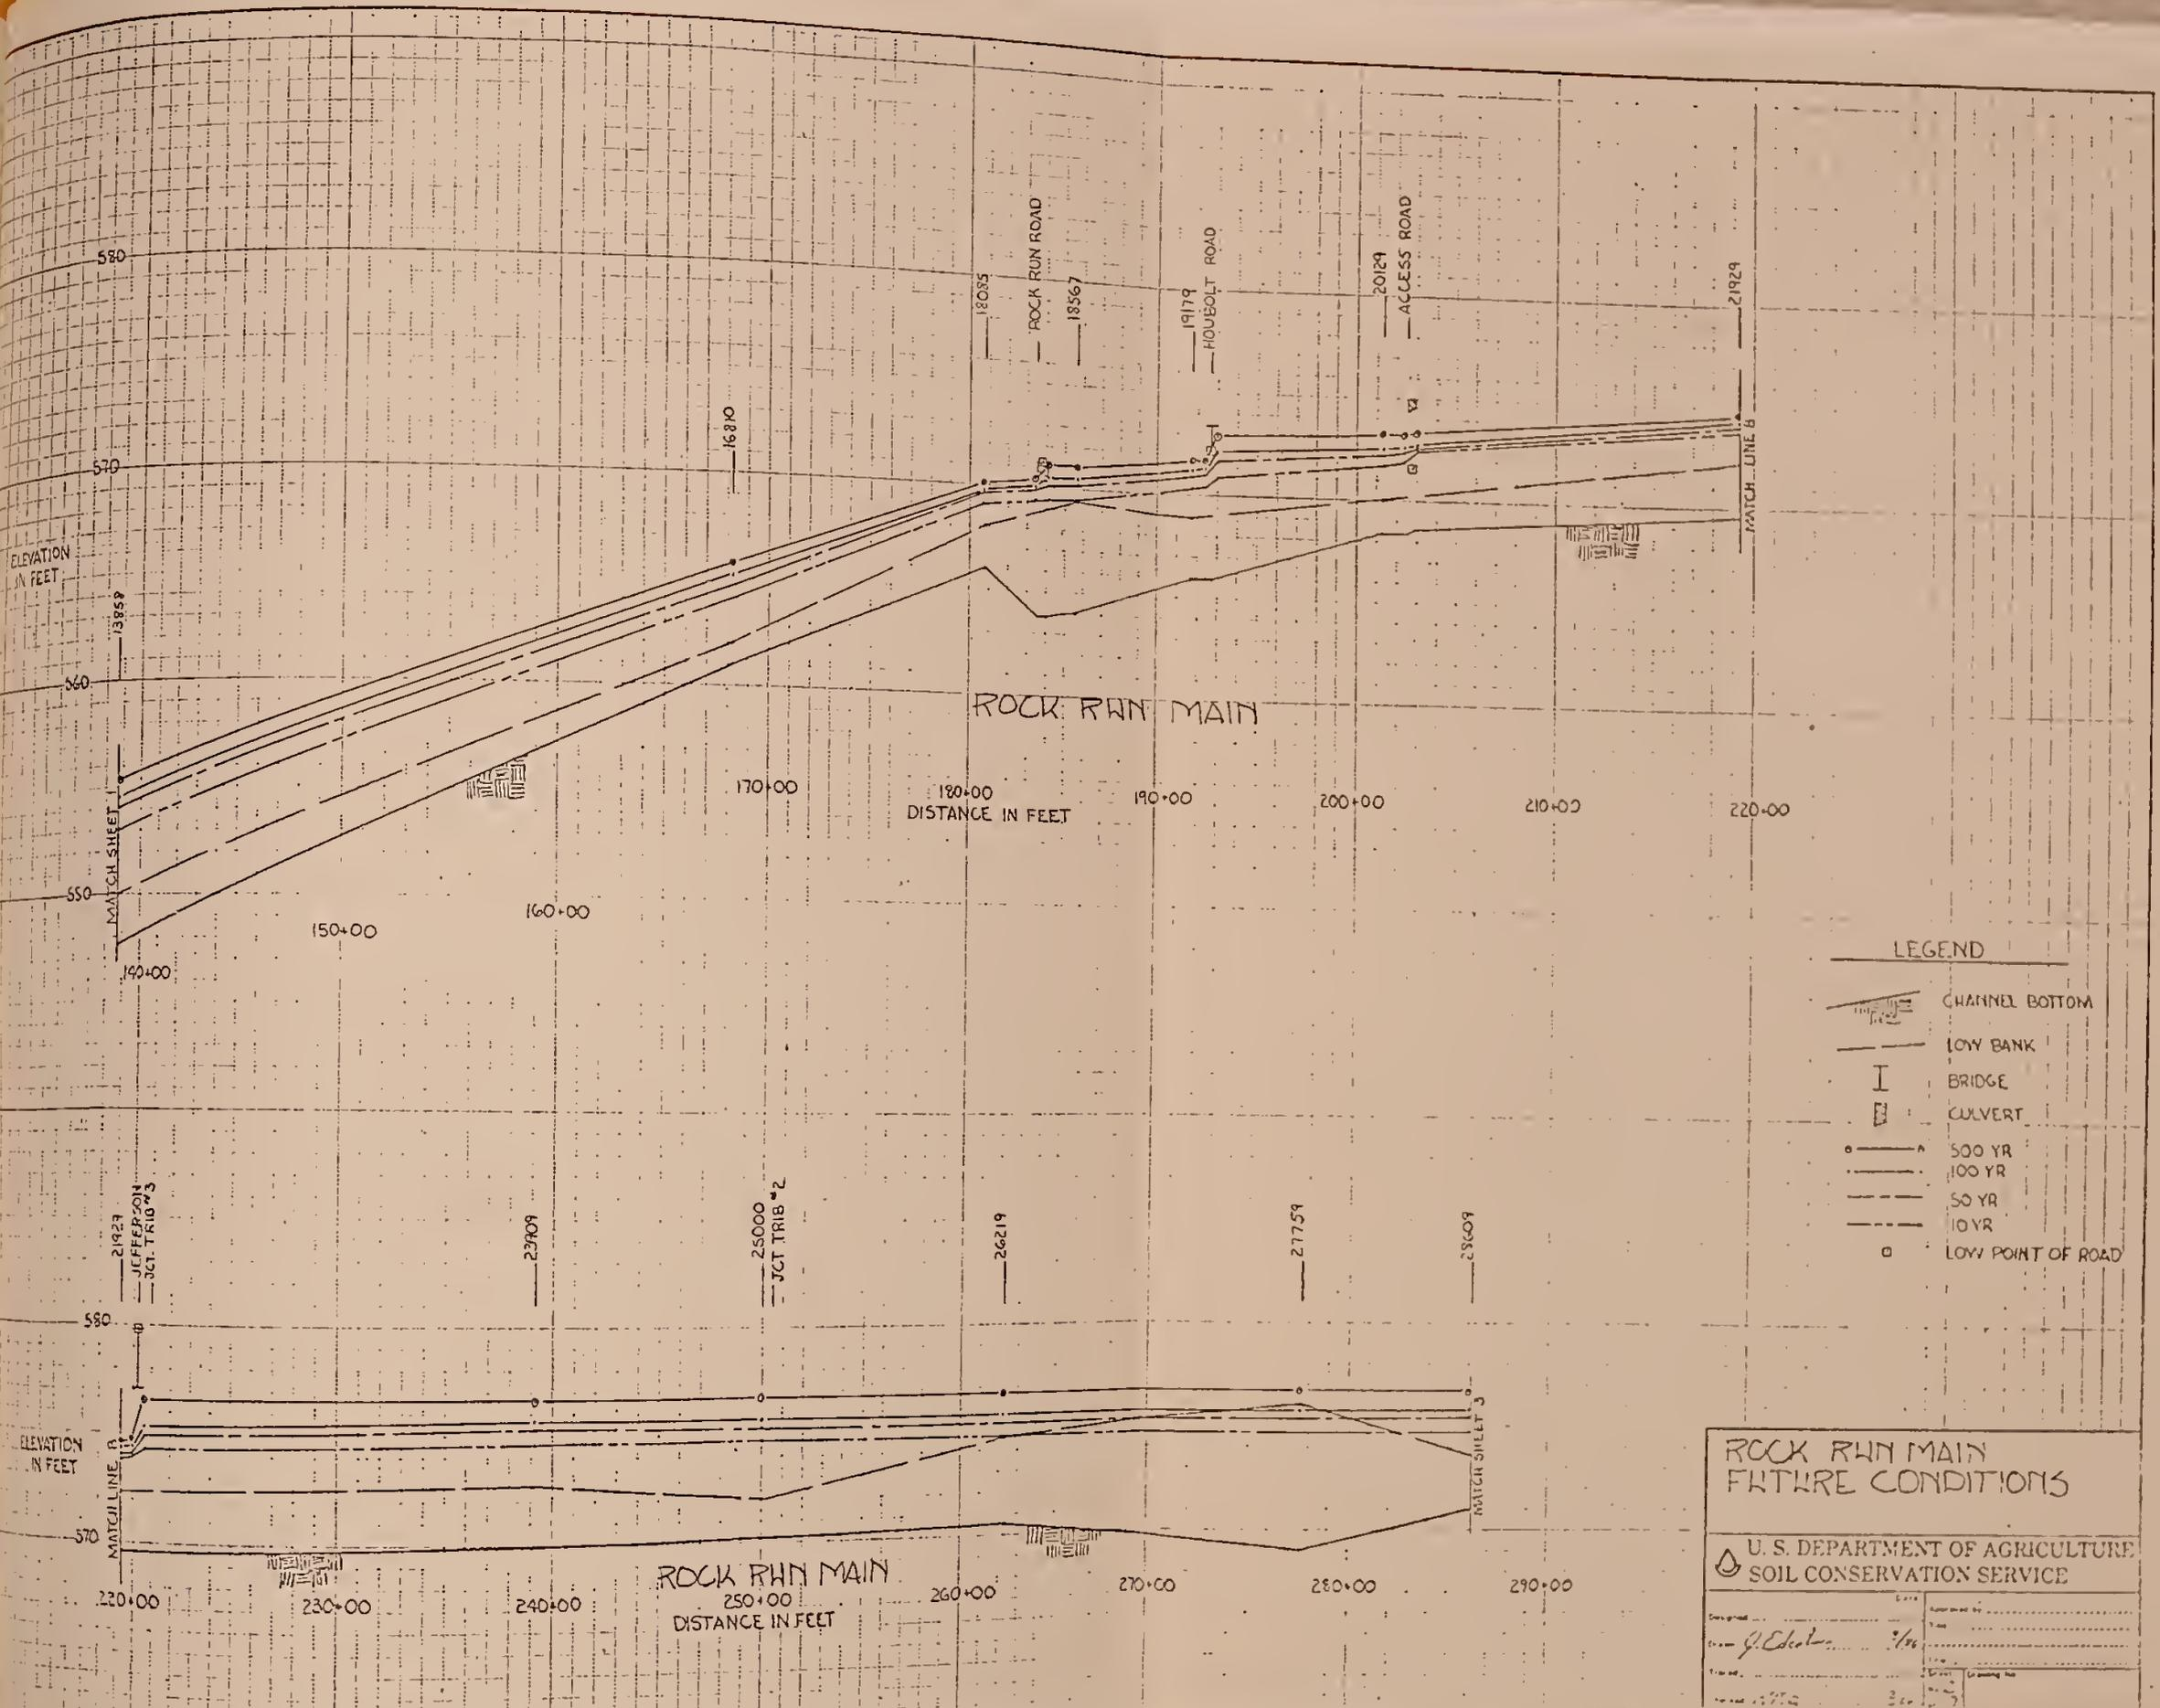 580
ROCK RUN ROAD
18085
18567
HOUBOLT ROAD
19179
ACCESS ROAD
20129
21929
16810
570
ELEVATION
IN FEET
13858
560
ROCK RUN MAIN
MATCH LINE
MATCH SHEET 1
170+00
180+00
190+00
200+00
210+00
220+00
DISTANCE IN FEET
550
150+00
160+00
140+00
LEGEND
CHANNEL BOTTOM
LOW BANK
BRIDGE
CULVERT
500 YR
100 YR
50 YR
10 YR
LOW POINT OF ROAD
21929
JEFFERSON
JCT. TRIB #3
23909
25000
JCT TRIB #2
26219
27759
28609
580
ELEVATION
IN FEET
MATCH LINE
MATCH SHEET 3
570
ROCK RUN MAIN
220+00
230+00
240+00
250+00
260+00
270+00
280+00
290+00
DISTANCE IN FEET
ROCK RUN MAIN
FUTURE CONDITIONS
U. S. DEPARTMENT OF AGRICULTURE
SOIL CONSERVATION SERVICE